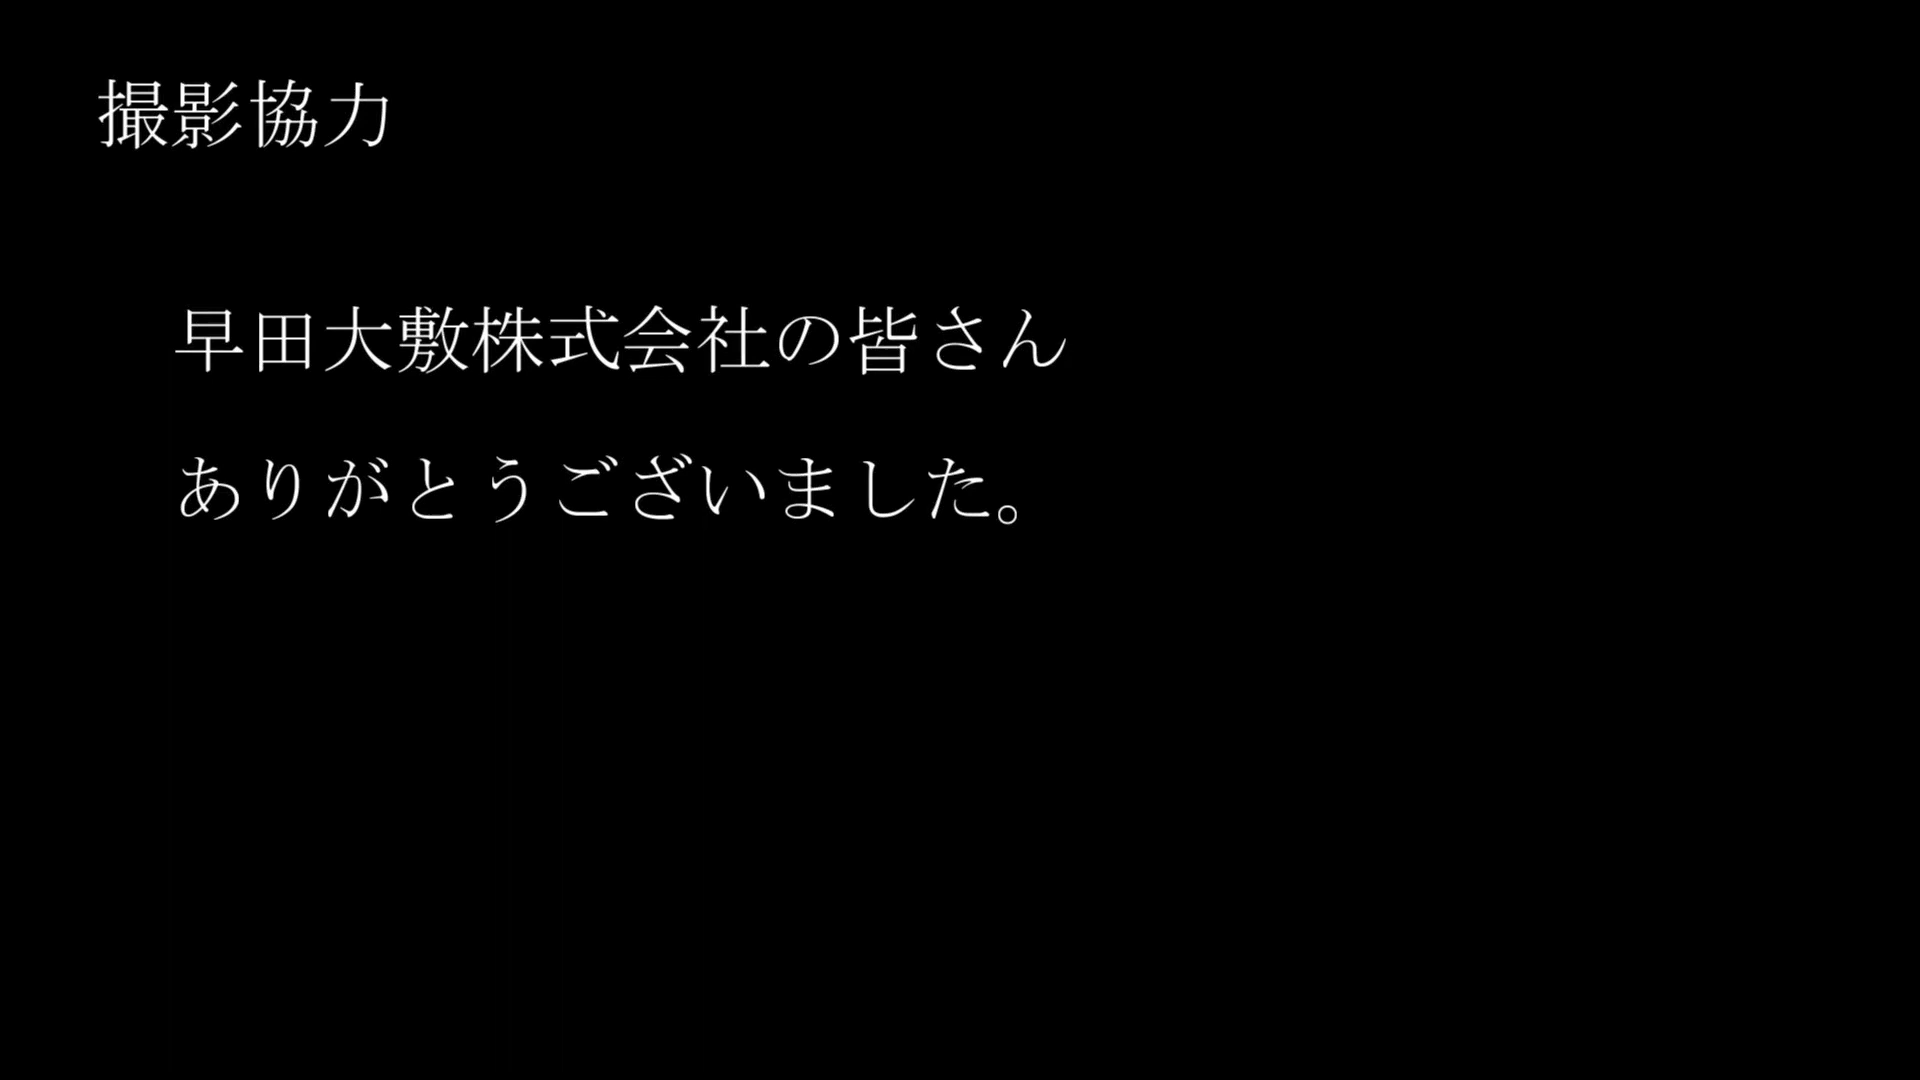 撮影協力
早田大敷株式会社の皆さん
ありがとうございました。